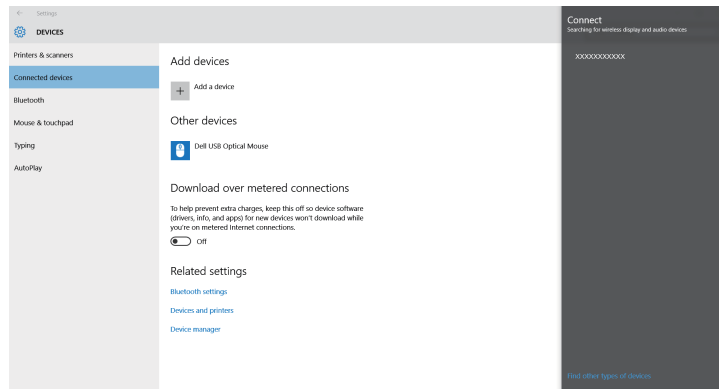 Settings
DEVICES
Printers & scanners
Connected devices
Bluetooth
Mouse & touchpad
Typing
AutoPlay
Add devices
Add a device
Other devices
Dell USB Optical Mouse
Download over metered connections
To help prevent extra charges, keep this off so device software
(drivers, info, and apps) for new devices won't download while
you're on metered Internet connections.
Off
Related settings
Bluetooth settings
Devices and printers
Device manager
Connect
Searching for wireless display and audio devices
XXXXXXXXXXX
Find other types of devices